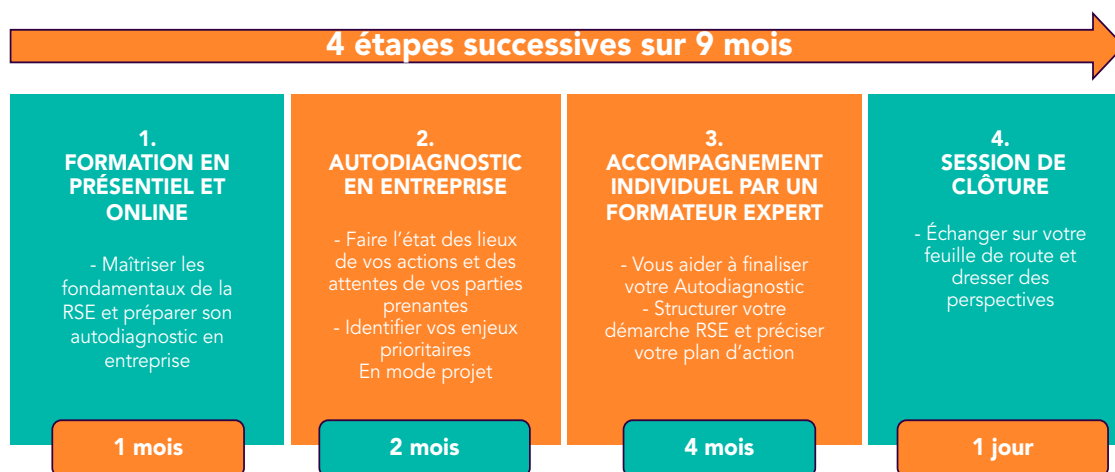 4 étapes successives sur 9 mois
1.
FORMATION EN
PRÉSENTIEL ET
ONLINE
- Maîtriser les
fondamentaux de la
RSE et préparer son
autodiagnostic en
entreprise
1 mois
2.
AUTODIAGNOSTIC
EN ENTREPRISE
- Faire l’état des lieux
de vos actions et des
attentes de vos parties
prenantes
- Identifier vos enjeux
prioritaires
En mode projet
2 mois
3.
ACCOMPAGNEMENT
INDIVIDUEL PAR UN
FORMATEUR EXPERT
- Vous aider à finaliser
votre Autodiagnostic
- Structurer votre
démarche RSE et préciser
votre plan d’action
4 mois
4.
SESSION DE
CLÔTURE
- Échanger sur votre
feuille de route et
dresser des
perspectives
1 jour